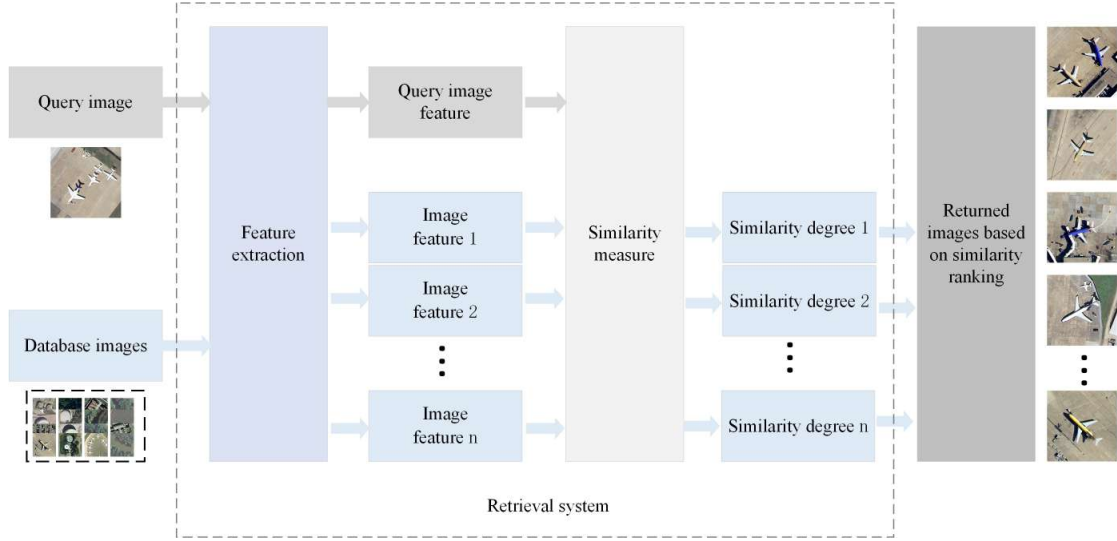 Query image
Query image
feature
Feature
extraction
Image
feature 1
Image
feature 2
Image
feature n
Similarity
measure
Similarity degree 1
Similarity degree 2
Similarity degree n
Returned
images based
on similarity
ranking
Database images
Retrieval system